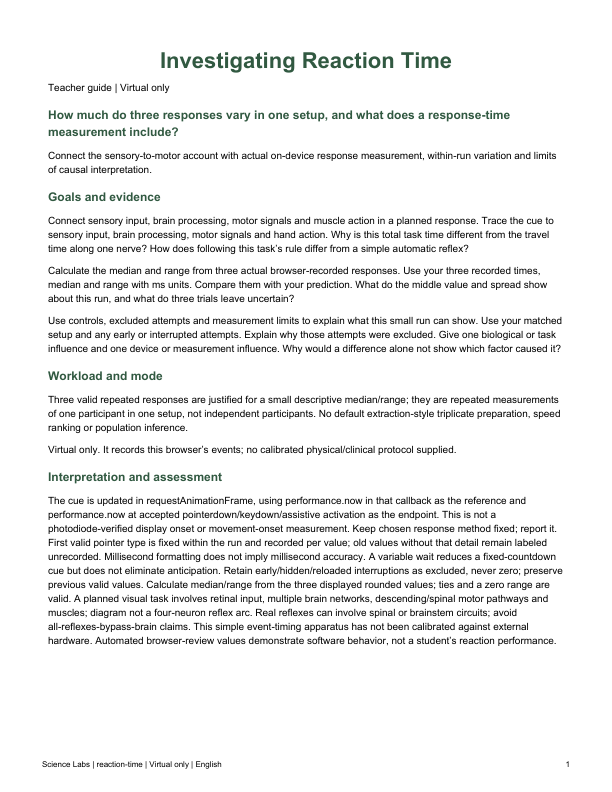 Investigating Reaction Time
Teacher guide | Virtual only
How much do three responses vary in one setup, and what does a response-time
measurement include?
Connect the sensory-to-motor account with actual on-device response measurement, within-run variation and limits
of causal interpretation.
Goals and evidence
Connect sensory input, brain processing, motor signals and muscle action in a planned response. Trace the cue to
sensory input, brain processing, motor signals and hand action. Why is this total task time different from the travel
time along one nerve? How does following this task's rule differ from a simple automatic reflex?
Calculate the median and range from three actual browser-recorded responses. Use your three recorded times,
median and range with ms units. Compare them with your prediction. What do the middle value and spread show
about this run, and what do three trials leave uncertain?
Use controls, excluded attempts and measurement limits to explain what this small run can show. Use your matched
setup and any early or interrupted attempts. Explain why those attempts were excluded. Give one biological or task
influence and one device or measurement influence. Why would a difference alone not show which factor caused it?
Workload and mode
Three valid repeated responses are justified for a small descriptive median/range; they are repeated measurements
of one participant in one setup, not independent participants. No default extraction-style triplicate preparation, speed
ranking or population inference.
Virtual only. It records this browser's events; no calibrated physical/clinical protocol supplied.
Interpretation and assessment
The cue is updated in requestAnimationFrame, using performance.now in that callback as the reference and
performance.now at accepted pointerdown/keydown/assistive activation as the endpoint. This is not a
photodiode-verified display onset or movement-onset measurement. Keep chosen response method fixed; report it.
First valid pointer type is fixed within the run and recorded per value; old values without that detail remain labeled
unrecorded. Millisecond formatting does not imply millisecond accuracy. A variable wait reduces a fixed-countdown
cue but does not eliminate anticipation. Retain early/hidden/reloaded interruptions as excluded, never zero; preserve
previous valid values. Calculate median/range from the three displayed rounded values; ties and a zero range are
valid. A planned visual task involves retinal input, multiple brain networks, descending/spinal motor pathways and
muscles; diagram not a four-neuron reflex arc. Real reflexes can involve spinal or brainstem circuits; avoid
all-reflexes-bypass-brain claims. This simple event-timing apparatus has not been calibrated against external
hardware. Automated browser-review values demonstrate software behavior, not a student's reaction performance.
Science Labs | reaction-time | Virtual only | English
1